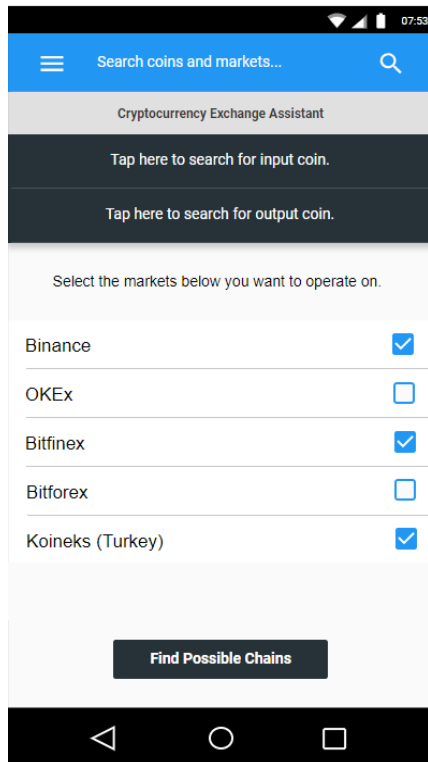 07:53
Search coins and markets...
Cryptocurrency Exchange Assistant
Tap here to search for input coin.
Tap here to search for output coin.
Select the markets below you want to operate on.
Binance
OKEx
Bitfinex
Bitforex
Koineks (Turkey)
Find Possible Chains